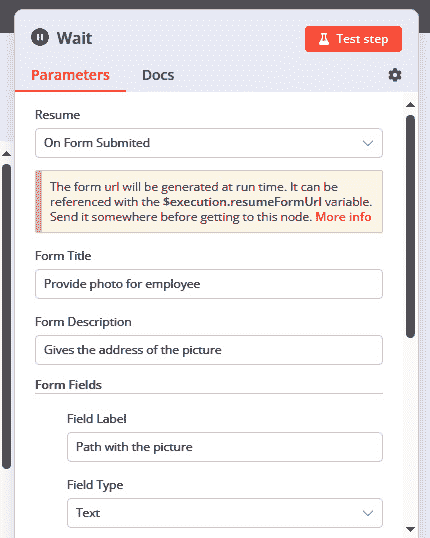 Wait
Test step
Parameters
Docs
Resume
On Form Submited
The form url will be generated at run time. It can be
referenced with the $execution.resumeFormUrl variable.
Send it somewhere before getting to this node. More info
Form Title
Provide photo for employee
Form Description
Gives the address of the picture
Form Fields
Field Label
Path with the picture
Field Type
Text